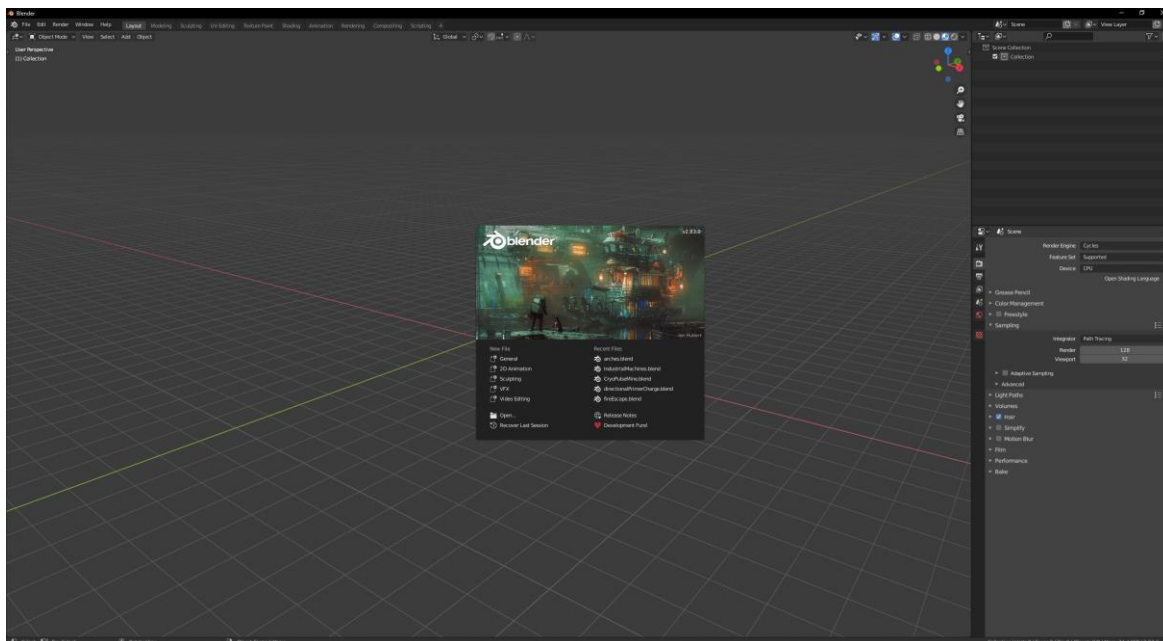 Blender
File Edit Render Window Help Layout Modeling Sculpting UV Editing Texture Paint Shading Animation Rendering Compositing Scripting + Scene View Layer
Object Mode View Select Add Object Global
User Perspective
(1) Collection
Scene Collection
Collection
blender
v2.83.0
New File
General
2D Animation
Sculpting
VFX
Video Editing
Open...
Recover Last Session
Recent Files
arches.blend
IndustrialMachines.blend
CryoPulseMine.blend
directionalPrimerCharge.blend
fireEscape.blend
Release Notes
Development Fund
Scene
Render Engine Cycles
Feature Set Supported
Device CPU
Open Shading Language
Grease Pencil
Color Management
Freestyle
Sampling
Integrator Path Tracing
Render 128
Viewport 32
Adaptive Sampling
Advanced
Light Paths
Volumes
Hair
Simplify
Motion Blur
Film
Performance
Bake